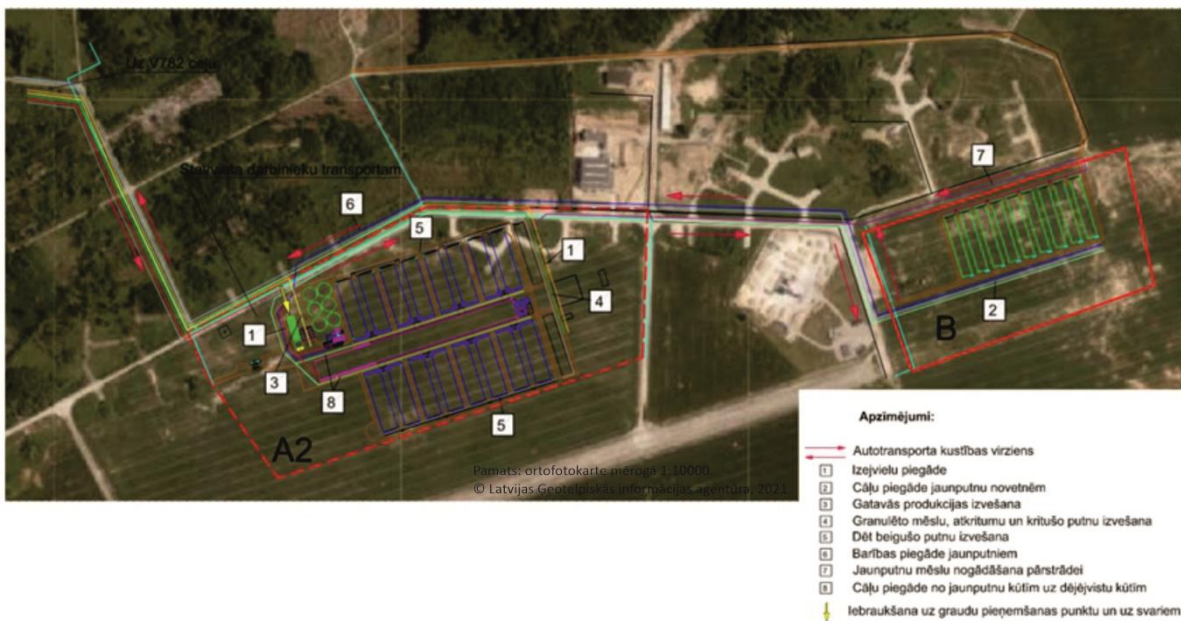 Uz V782 ceļu
Stāvvieta darbinieku transportam
7
6
5
1
4
1
2
B
3
8
5
A2
Pamats: ortofotokarte mērogā 1:10000.
© Latvijas Ģeotelpiskās informācijas aģentūra, 2021
Apzīmējumi:
Autotransporta kustības virziens
1 Izejvielu piegāde
2 Cāļu piegāde jaunputnu novetnēm
3 Gatavās produkcijas izvešana
4 Granulēto mēslu, atkritumu un kritušo putnu izvešana
5 Dēt beigušo putnu izvešana
6 Barības piegāde jaunputniem
7 Jaunputnu mēslu nogādāšana pārstrādei
8 Cāļu piegāde no jaunputnu kūtīm uz dējējvistu kūtīm
Iebraukšana uz graudu pieņemšanas punktu un uz svariem